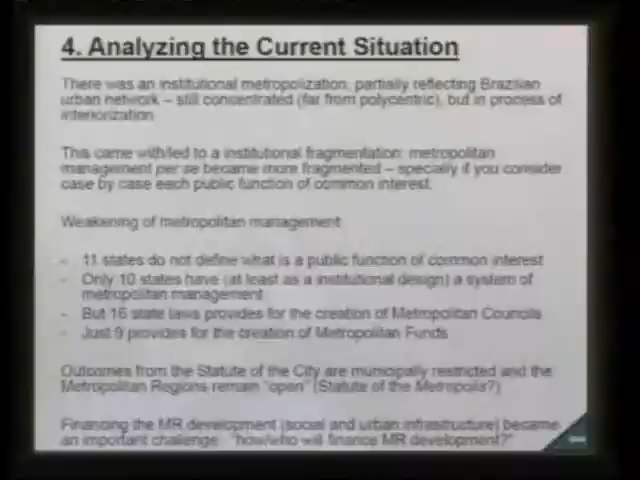 4. Analyzing the Current Situation
There was an institutional metropolization, partially reflecting Brazilian
urban network – still concentrated (far from polycentric), but in process of
interiorization
This came with/led to a institutional fragmentation: metropolitan
management per se became more fragmented – specially if you consider
case by case each public function of common interest.
Weakening of metropolitan management:
- 11 states do not define what is a public function of common interest
- Only 10 states have (at least as a institutional design) a system of
metropolitan management
- But 16 state laws provides for the creation of Metropolitan Councils
- Just 9 provides for the creation of Metropolitan Funds
Outcomes from the Statute of the City are municipally restricted and the
Metropolitan Regions remain "open" (Statute of the Metropolis?)
Financing the MR development (social and urban infrastructure) became
an important challenge: "how/who will finance MR development?"